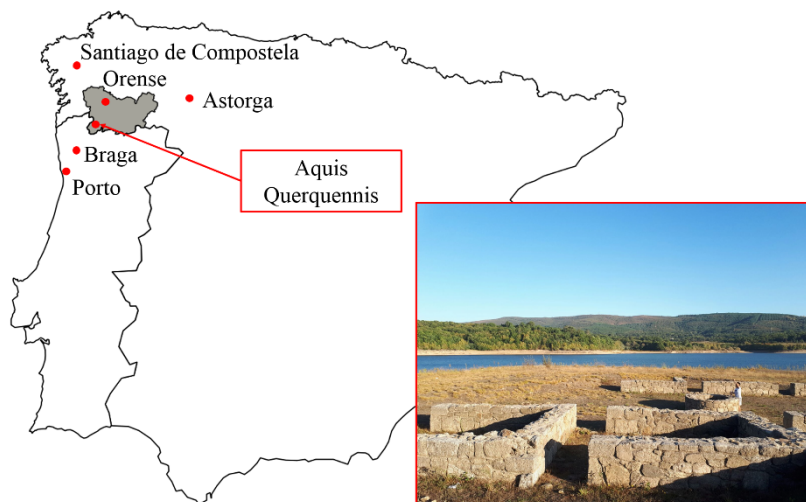 Santiago de Compostela
Orense
Astorga
Braga
Porto
Aquis
Querquennis